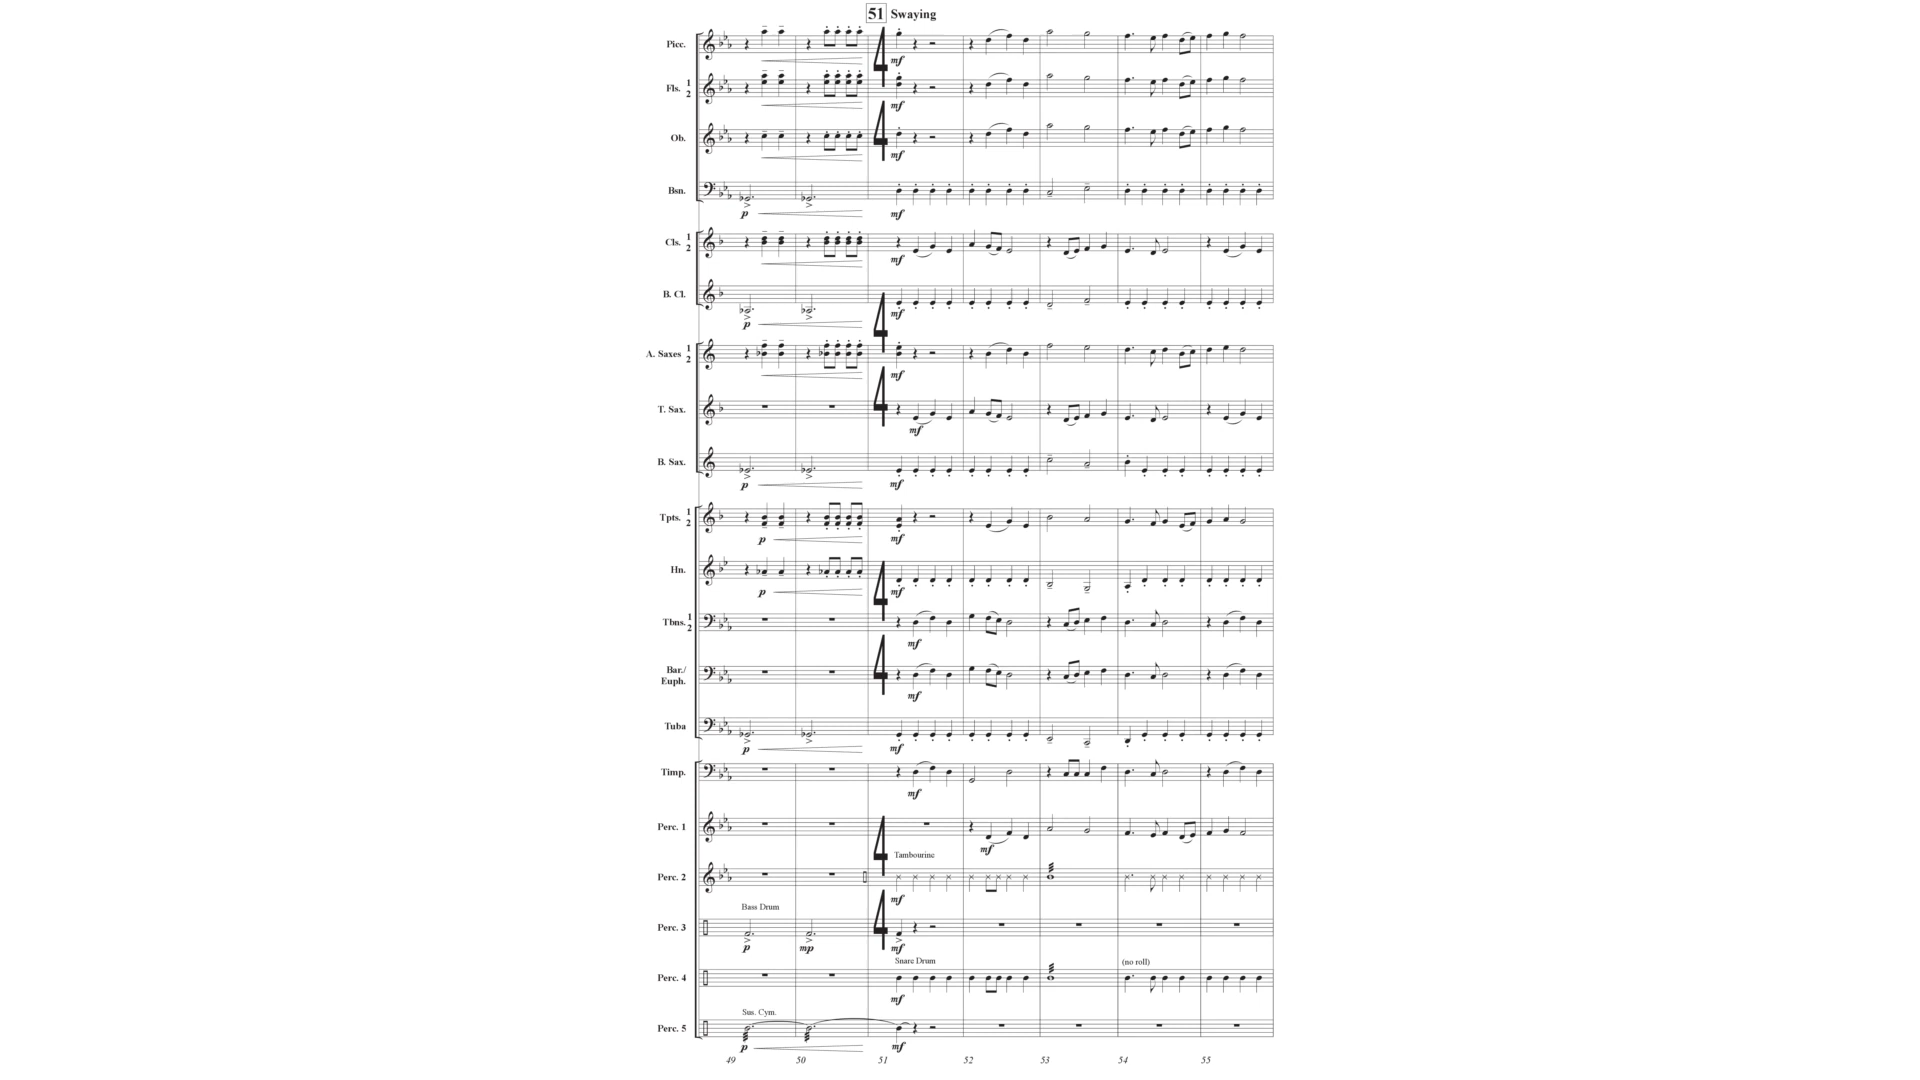 51 Swaying
Picc.
mf
Fls. 1 2
mf
Ob.
mf
Bsn.
p mf
Cls. 1 2
mf
B. Cl.
p mf
A. Saxes 1 2
mf
T. Sax.
mf
B. Sax.
p mf
Tpts. 1 2
p mf
Hn.
p mf
Tbns. 1 2
mf
Bar./
Euph.
mf
Tuba
p mf
Timp.
mf
Perc. 1
mf
Tambourine
Perc. 2
mf
Bass Drum
Perc. 3
p mp mf
Snare Drum (no roll)
Perc. 4
mf
Sus. Cym.
Perc. 5
p mf
49 50 51 52 53 54 55